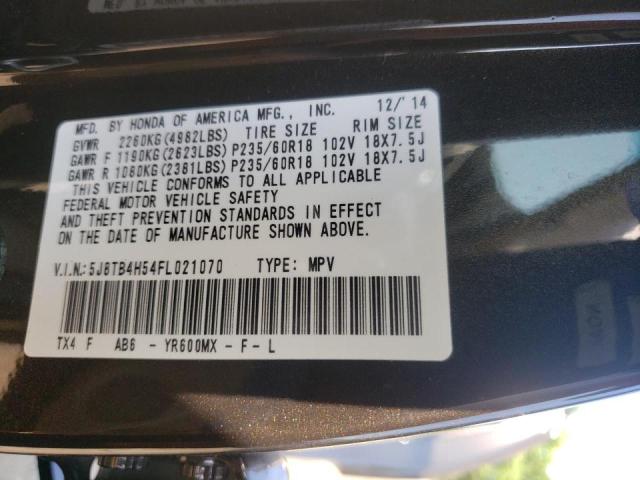 MFD. BY HONDA OF AMERICA MFG., INC. 12/'14
GVWR 2260KG(4982LBS) TIRE SIZE RIM SIZE
GAWR F 1190KG(2623LBS) P235/60R18 102V 18X7.5J
GAWR R 1080KG(2381LBS) P235/60R18 102V 18X7.5J
THIS VEHICLE CONFORMS TO ALL APPLICABLE
FEDERAL MOTOR VEHICLE SAFETY
AND THEFT PREVENTION STANDARDS IN EFFECT
ON THE DATE OF MANUFACTURE SHOWN ABOVE.
V.I.N.:5J8TB4H54FL021070 TYPE: MPV
TX4 F AB6 - YR600MX - F - L